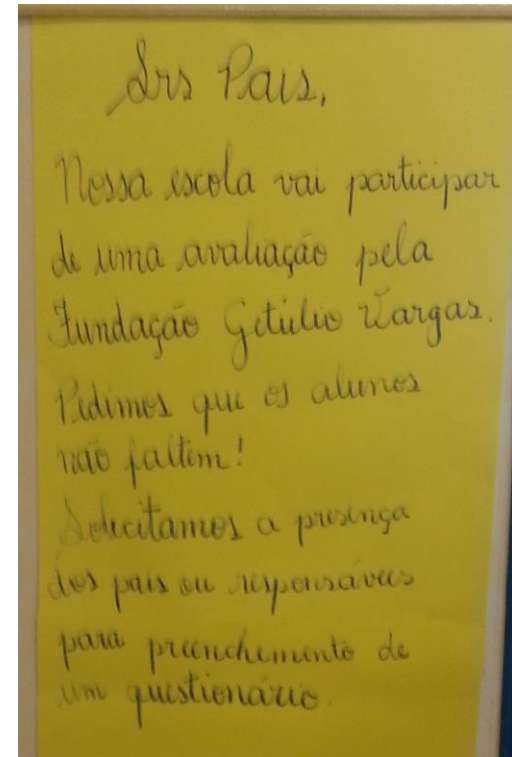 Srs Pais,
Nossa escola vai participar
de uma avaliação pela
Fundação Getúlio Vargas.
Pedimos que os alunos
não faltem!
Solicitamos a presença
dos pais ou responsáveis
para preenchimento de
um questionário.